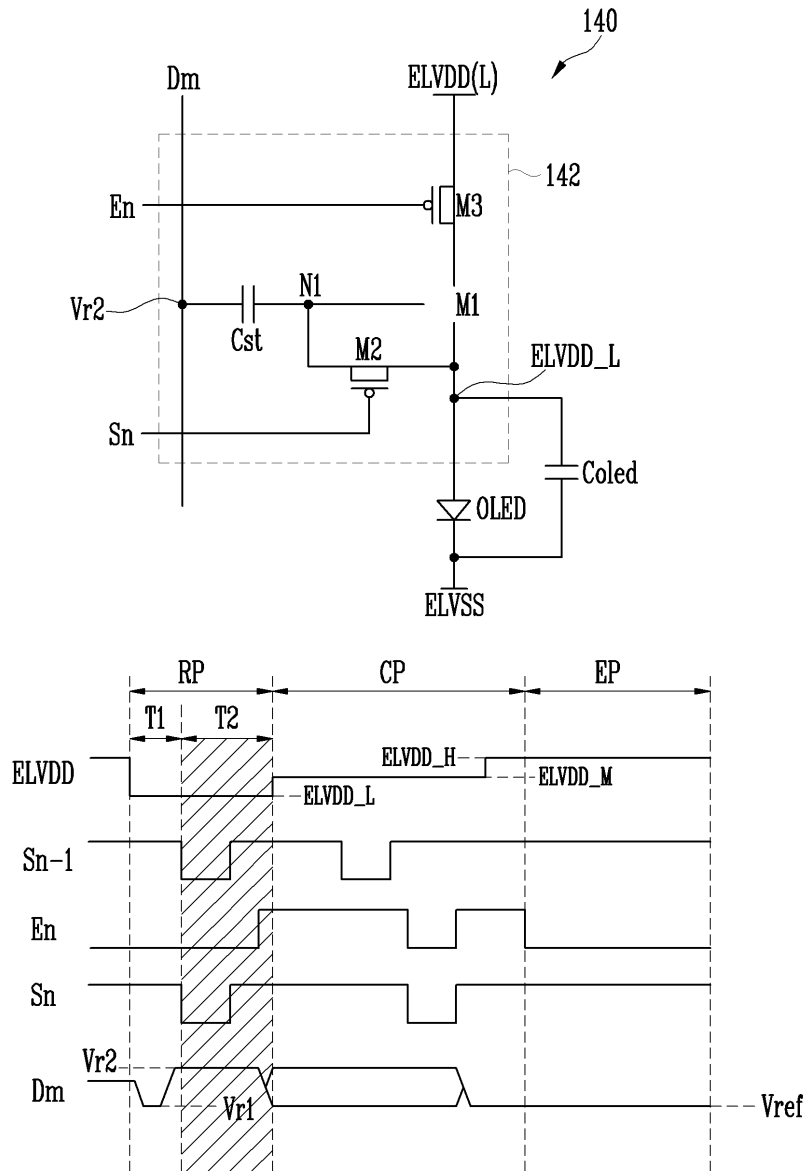 140
Dm
ELVDD(L)
142
En
M3
N1
Vr2
M1
Cst
M2
ELVDD_L
Sn
Coled
OLED
ELVSS
RP
CP
EP
T1
T2
ELVDD
ELVDD_H
ELVDD_M
ELVDD_L
Sn-1
En
Sn
Vr2
Dm
Vr1
Vref